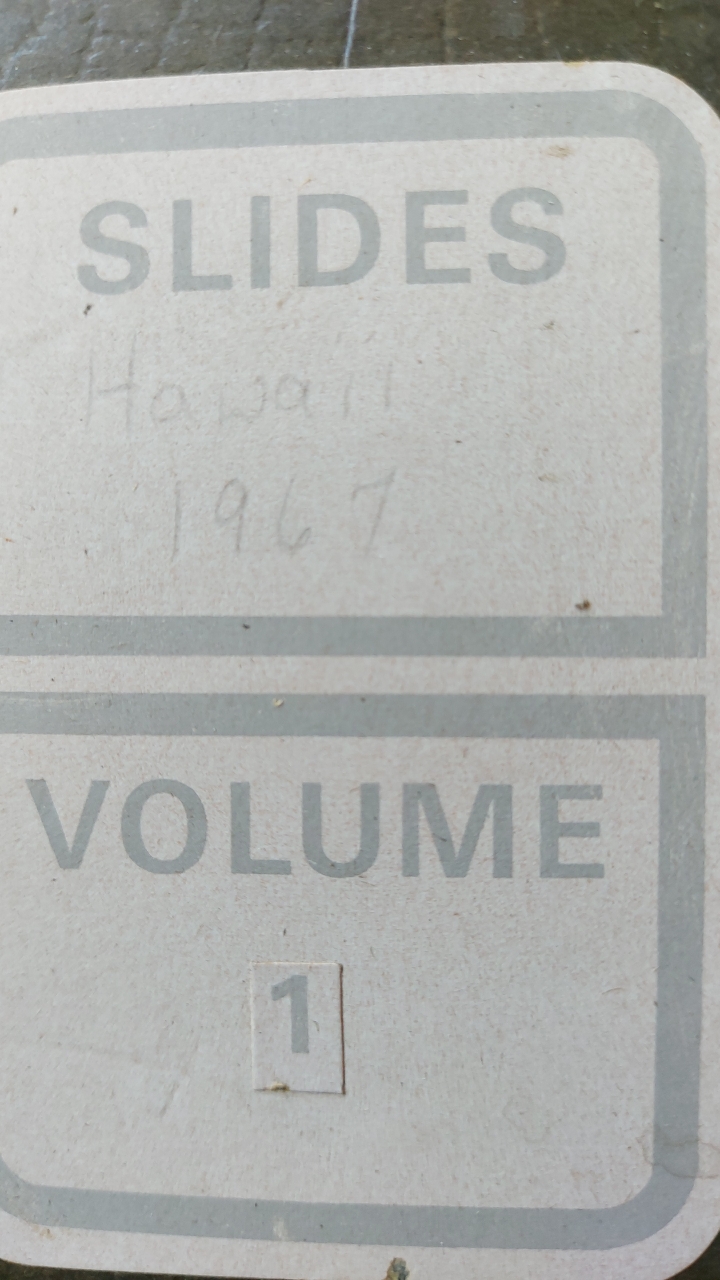 SLIDES
Hawaii
1967
VOLUME
1